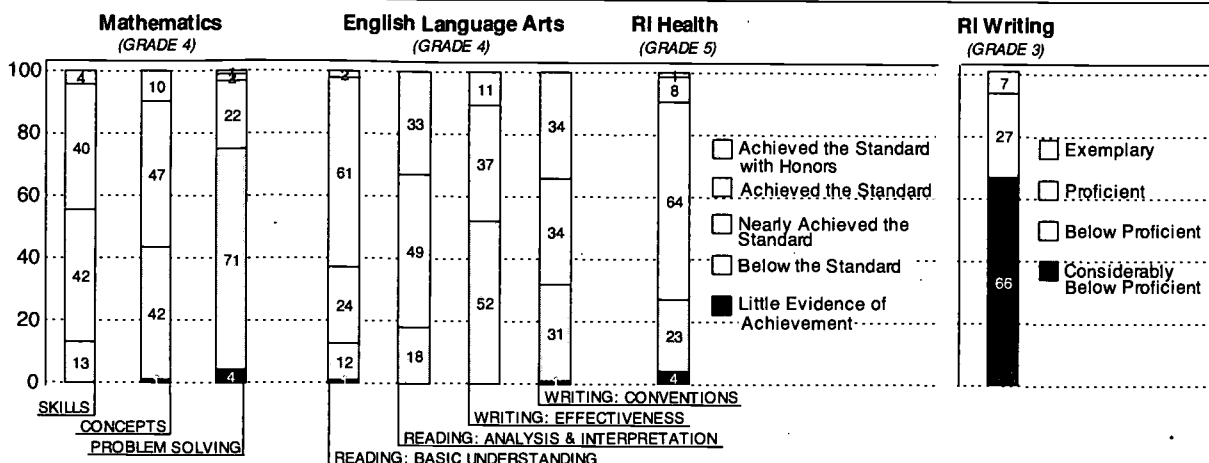 Mathematics
(GRADE 4)
English Language Arts
(GRADE 4)
RI Health
(GRADE 5)
RI Writing
(GRADE 3)
100
80
60
40
20
0
4
40
42
13
10
47
42
22
71
4
2
61
24
12
33
49
18
11
37
52
34
34
31
1
8
64
23
4
Achieved the Standard
with Honors
Achieved the Standard
Nearly Achieved the
Standard
Below the Standard
Little Evidence of
Achievement
7
27
66
Exemplary
Proficient
Below Proficient
Considerably
Below Proficient
SKILLS
CONCEPTS
PROBLEM SOLVING
WRITING: CONVENTIONS
WRITING: EFFECTIVENESS
READING: ANALYSIS & INTERPRETATION
READING: BASIC UNDERSTANDING